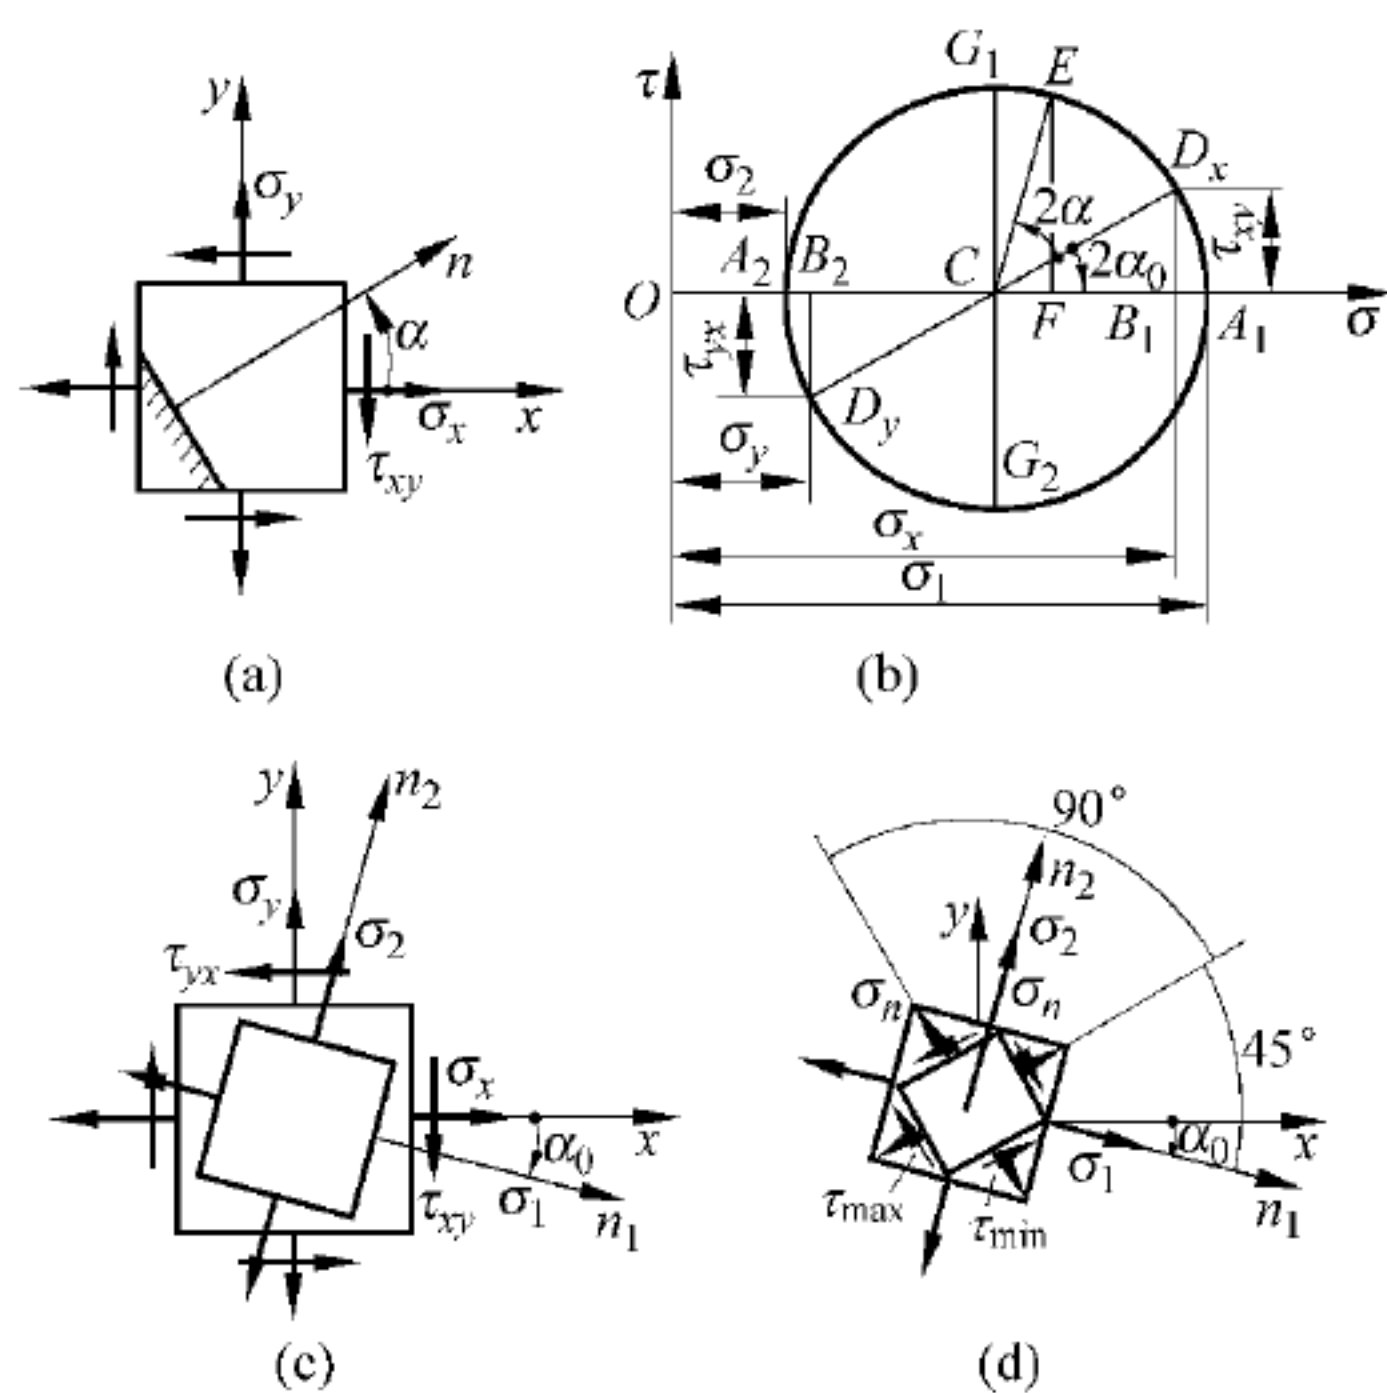 y
σy
n
α
σx
x
τxy
(a)
τ
G1
E
Dx
σ2
2α
τxy
A2
B2
C
2α0
O
F
B1
A1
σ
τyx
Dy
σy
G2
σx
σ1
(b)
y
n2
σy
σ2
τyx
σx
α0
x
τxy
σ1
n1
(c)
90°
n2
y
σ2
σn
σn
45°
α0
x
σ1
τmax
τmin
n1
(d)